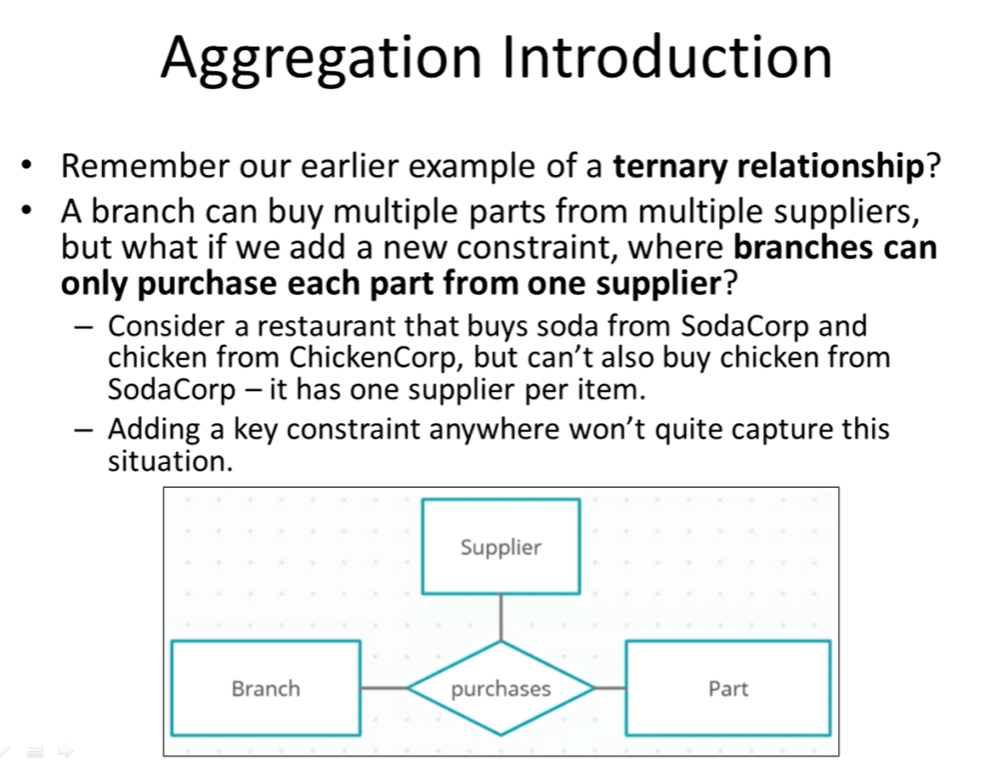 Aggregation Introduction
• Remember our earlier example of a ternary relationship?
• A branch can buy multiple parts from multiple suppliers,
but what if we add a new constraint, where branches can
only purchase each part from one supplier?
– Consider a restaurant that buys soda from SodaCorp and
chicken from ChickenCorp, but can’t also buy chicken from
SodaCorp – it has one supplier per item.
– Adding a key constraint anywhere won’t quite capture this
situation.
Supplier
Branch
purchases
Part